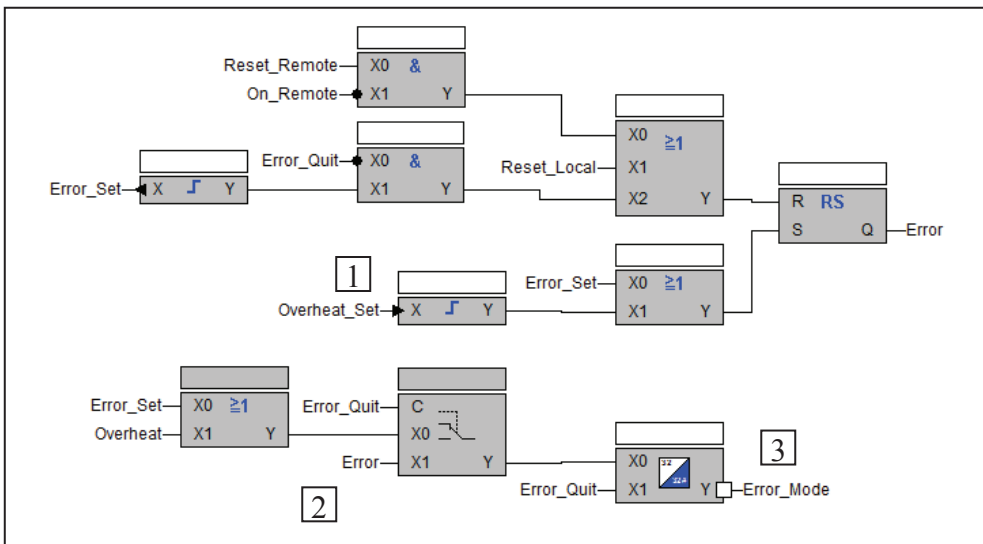 Reset_Remote X0 &
On_Remote X1 Y
X0 ≧1
Error_Quit X0 &
Reset_Local X1
Error_Set X Y
X1 Y
X2 Y
R RS
S Q Error
1
Error_Set X0 ≧1
Overheat_Set X Y
X1 Y
Error_Set X0 ≧1
Error_Quit C
Overheat X1 Y
X0
3
Error X1 Y
X0
2
Error_Quit X1 Y Error_Mode